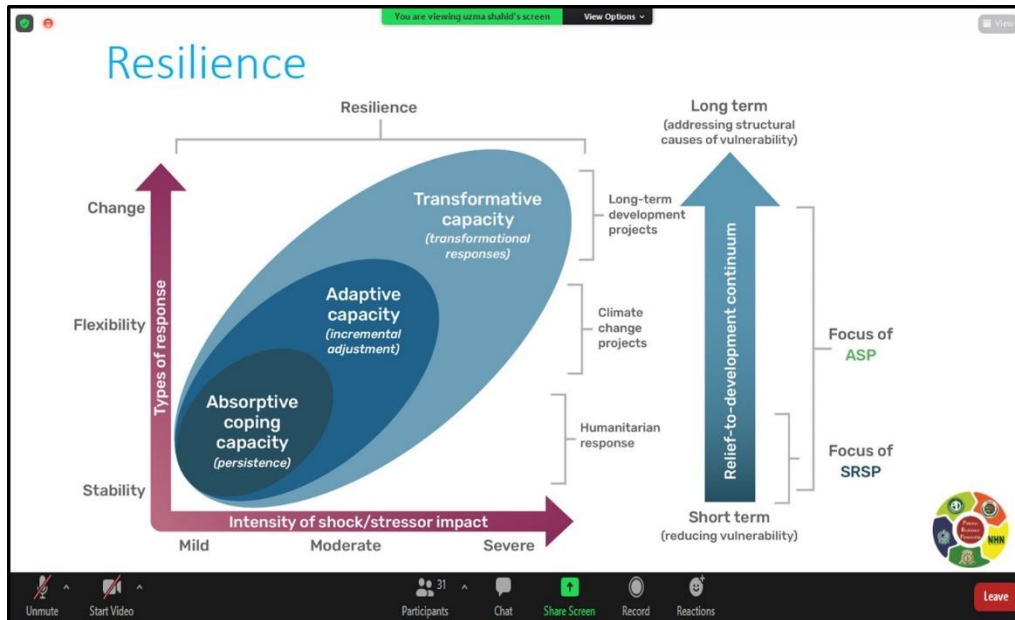 You are viewing uzma shahid's screen
View Options
View
Resilience
Resilience
Types of response
Change
Flexibility
Stability
Transformative
capacity
(transformational
responses)
Adaptive
capacity
(incremental
adjustment)
Absorptive
coping
capacity
(persistence)
Intensity of shock/stressor impact
Mild
Moderate
Severe
Long-term
development
projects
Climate
change
projects
Humanitarian
response
Long term
(addressing structural
causes of vulnerability)
Relief-to-development continuum
Short term
(reducing vulnerability)
Focus of
ASP
Focus of
SRSP
NHN
Unmute
Start Video
31
Participants
Chat
Share Screen
Record
Reactions
Leave